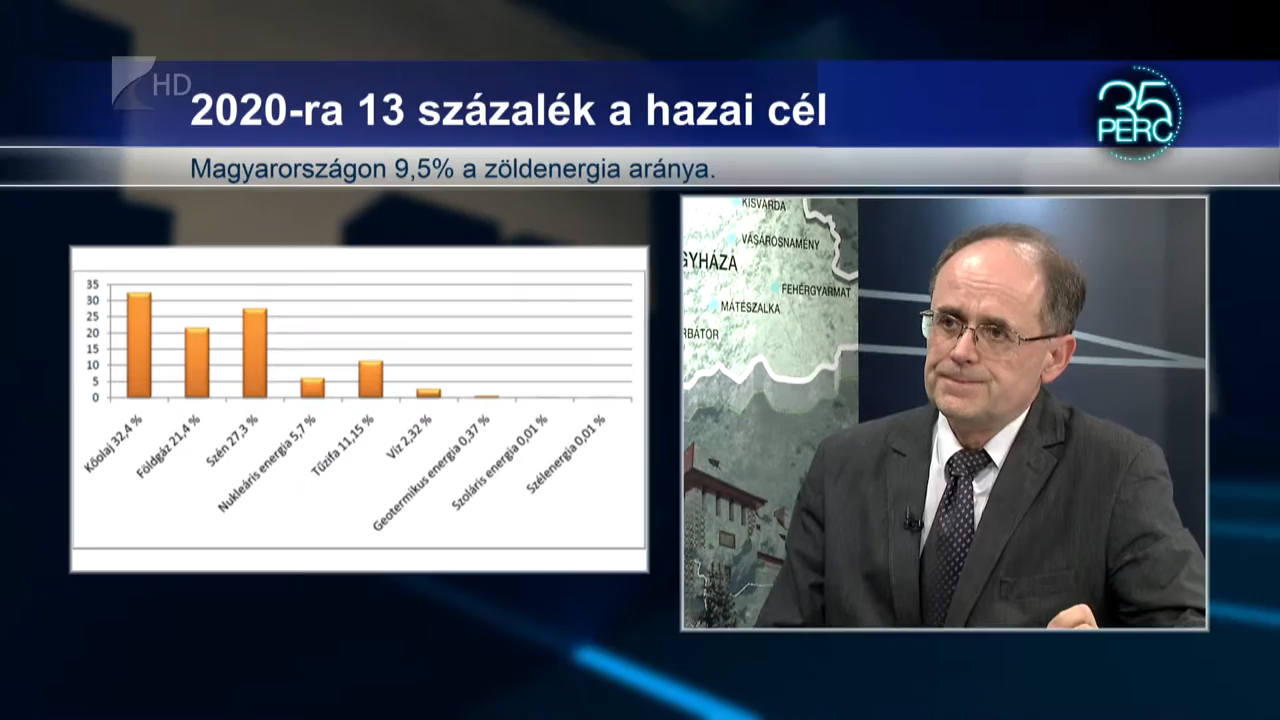 HD
2020-ra 13 százalék a hazai cél
35
PERC
Magyarországon 9,5% a zöldenergia aránya.
35
30
25
20
15
10
5
0
Kőolaj 32,4 %
Földgáz 21,4 %
Szén 27,3 %
Nukleáris energia 5,7 %
Tűzifa 11,15 %
Víz 2,32 %
Geotermikus energia 0,37 %
Szoláris energia 0,01 %
Szélenergia 0,01 %
KISVÁRDA
VÁSÁROSNAMÉNY
GYHÁZA
FEHÉRGYARMAT
MÁTÉSZALKA
RBÁTOR